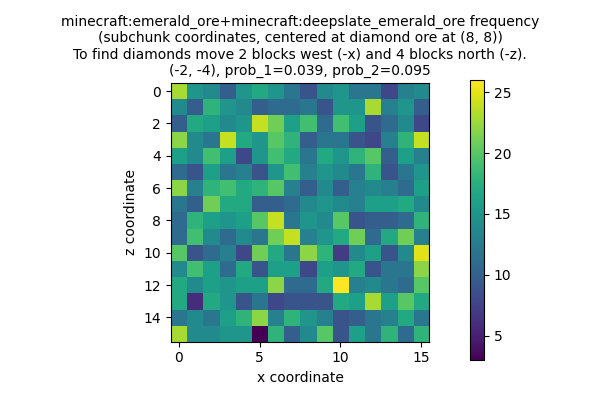 minecraft:emerald_ore+minecraft:deepslate_emerald_ore frequency
(subchunk coordinates, centered at diamond ore at (8, 8))
To find diamonds move 2 blocks west (-x) and 4 blocks north (-z).
(-2, -4), prob_1=0.039, prob_2=0.095
0
2
4
6
8
10
12
14
z coordinate
0
5
10
15
x coordinate
25
20
15
10
5